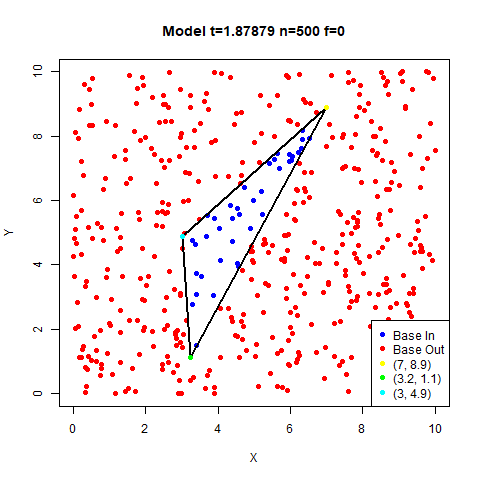 Model t=1.87879 n=500 f=0
Y
10
8
6
4
2
0
0 2 4 6 8 10
X
Base In
Base Out
(7, 8.9)
(3.2, 1.1)
(3, 4.9)